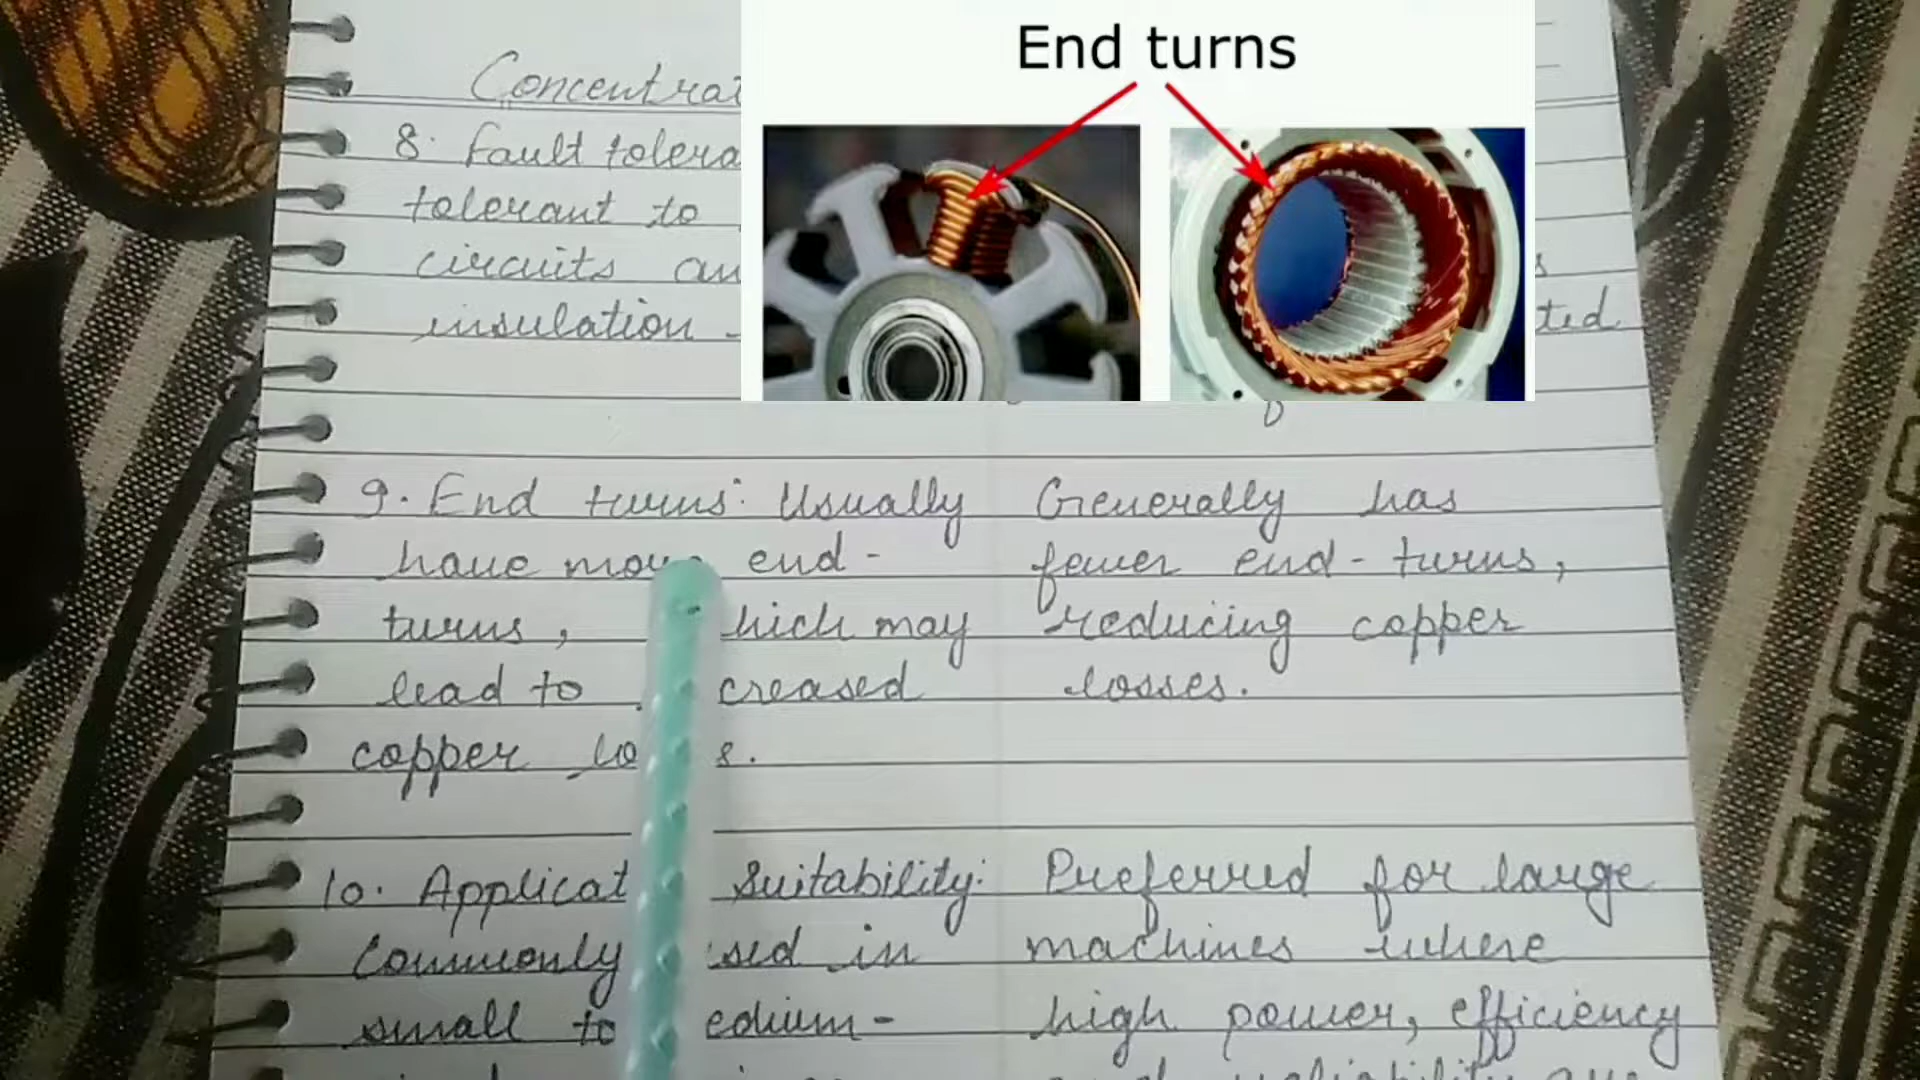 End turns
Concentrat
8. Fault tolera
tolerant to
circuits an
insulation -
ted
9. End turns: Usually
have more end-
turns, hich may
lead to creased
copper lo s.
Generally has
fewer end-turns,
reducing copper
losses.
10. Applicat Suitability:
Commonly sed in
small to edium-
Preferred for large
machines where
high power, efficiency